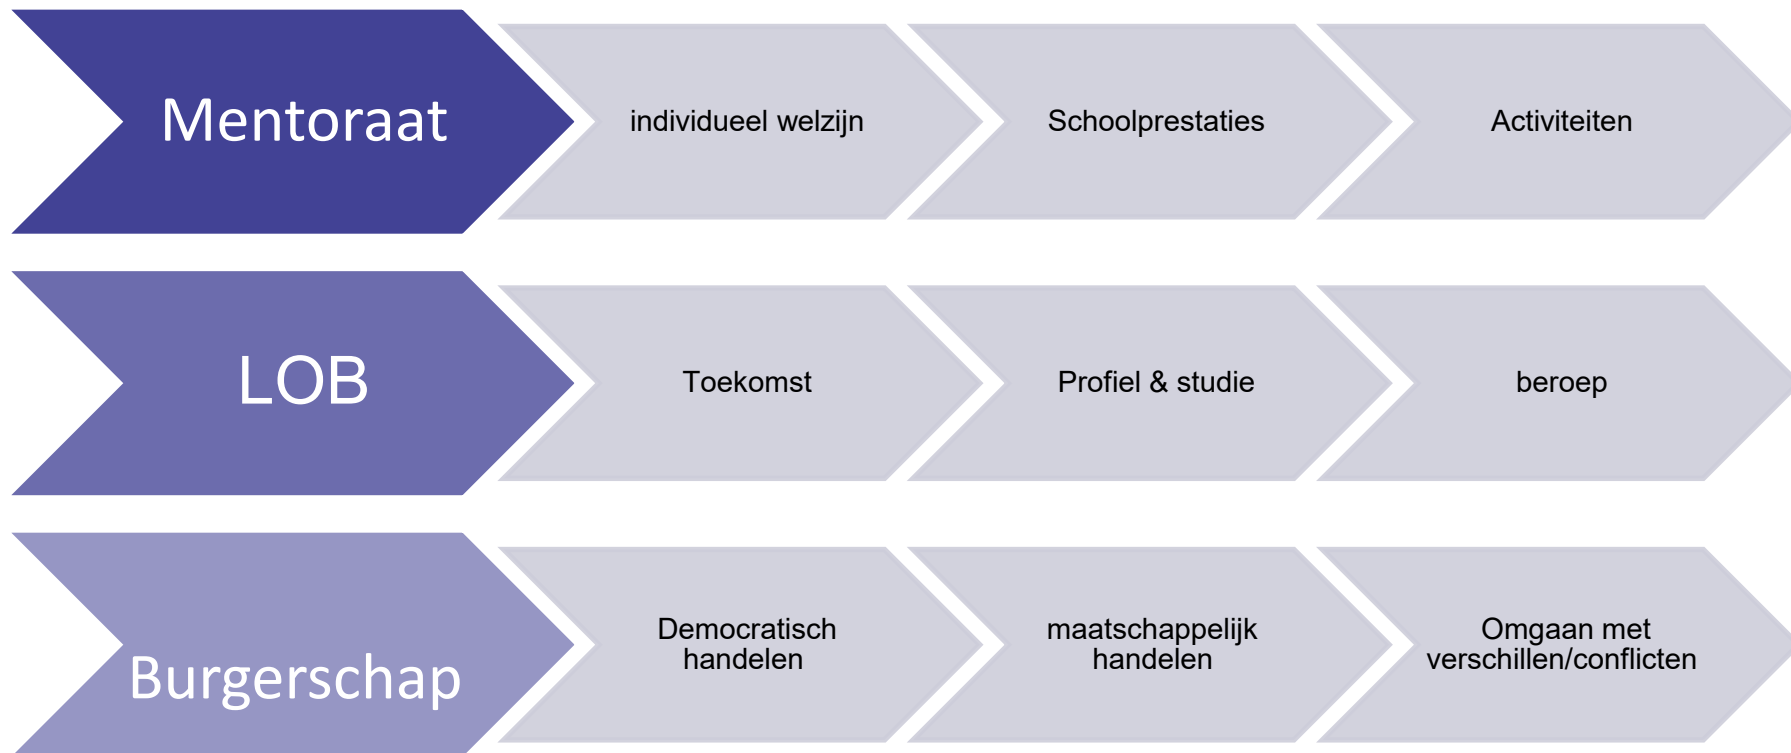 Mentoraat
individueel welzijn
Schoolprestaties
Activiteiten
LOB
Toekomst
Profiel & studie
beroep
Burgerschap
Democratisch
handelen
maatschappelijk
handelen
Omgaan met
verschillen/conflicten